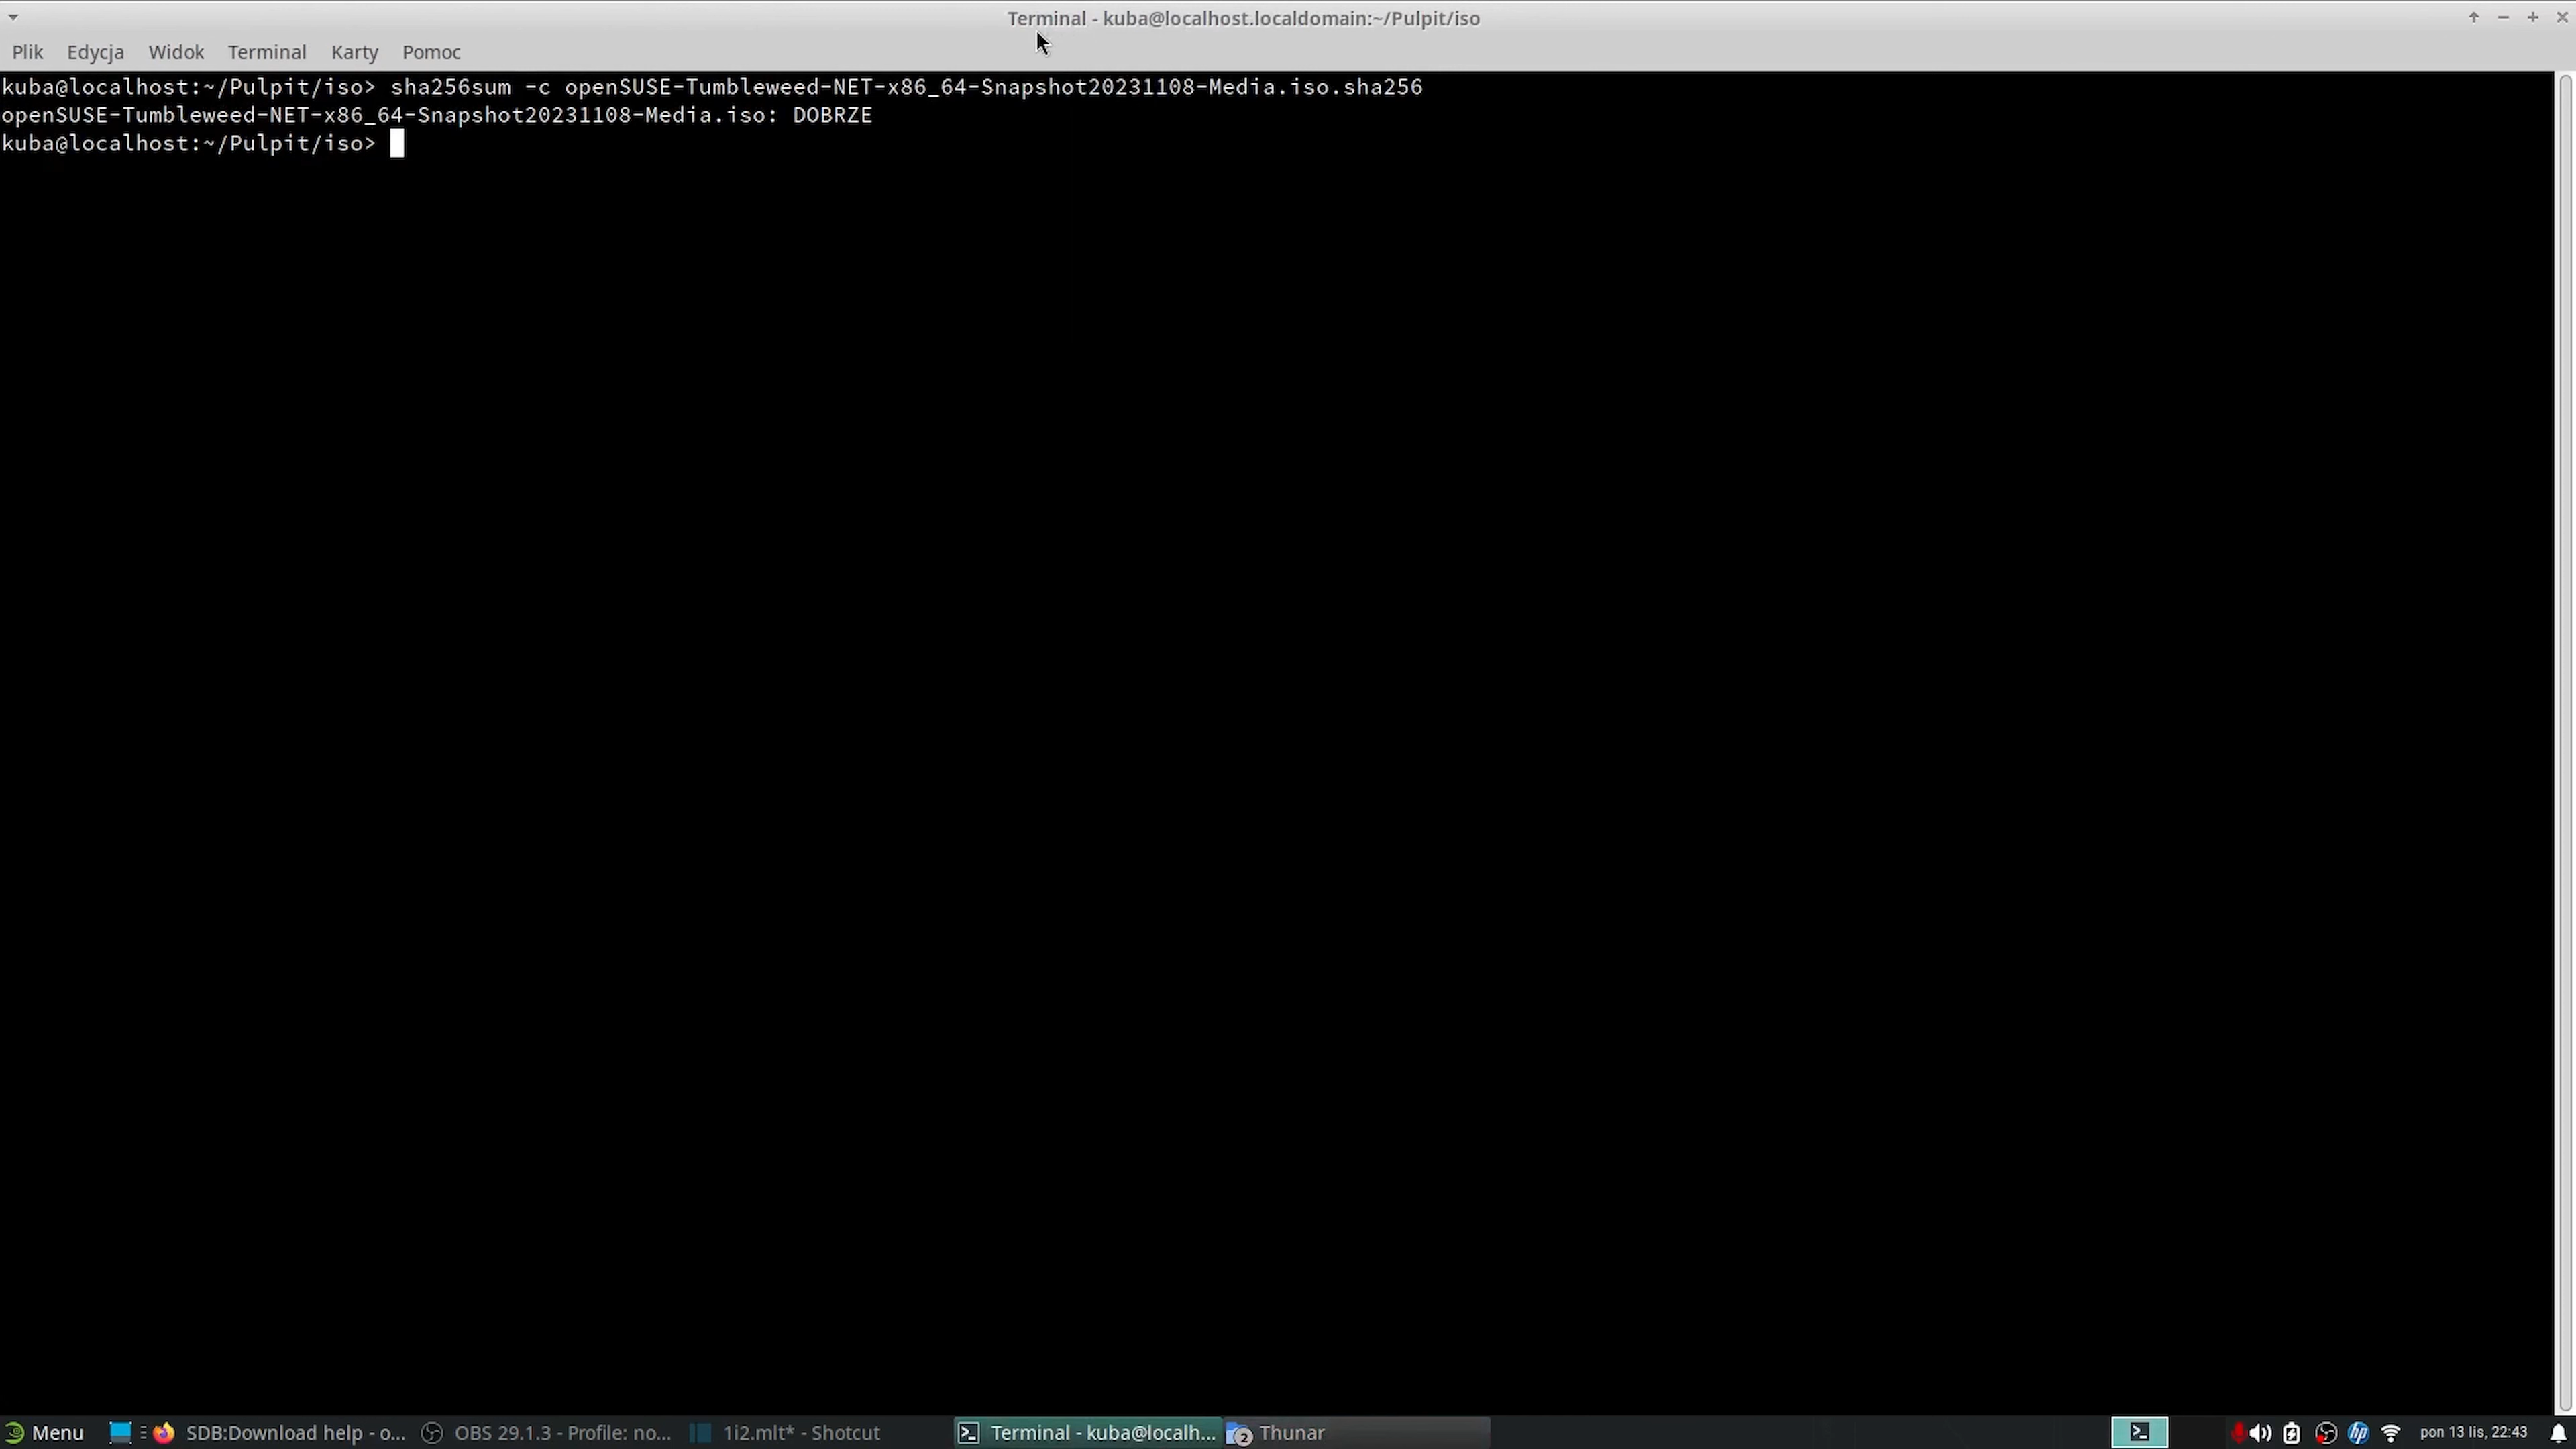 Terminal - kuba@localhost.localdomain:~/Pulpit/iso
Plik Edycja Widok Terminal Karty Pomoc
kuba@localhost:~/Pulpit/iso> sha256sum -c openSUSE-Tumbleweed-NET-x86_64-Snapshot20231108-Media.iso.sha256
openSUSE-Tumbleweed-NET-x86_64-Snapshot20231108-Media.iso: DOBRZE
kuba@localhost:~/Pulpit/iso>
Menu SDB:Download help - o... OBS 29.1.3 - Profile: no... 1i2.mlt* - Shotcut Terminal - kuba@localh... 2 Thunar hp pon 13 lis, 22:43